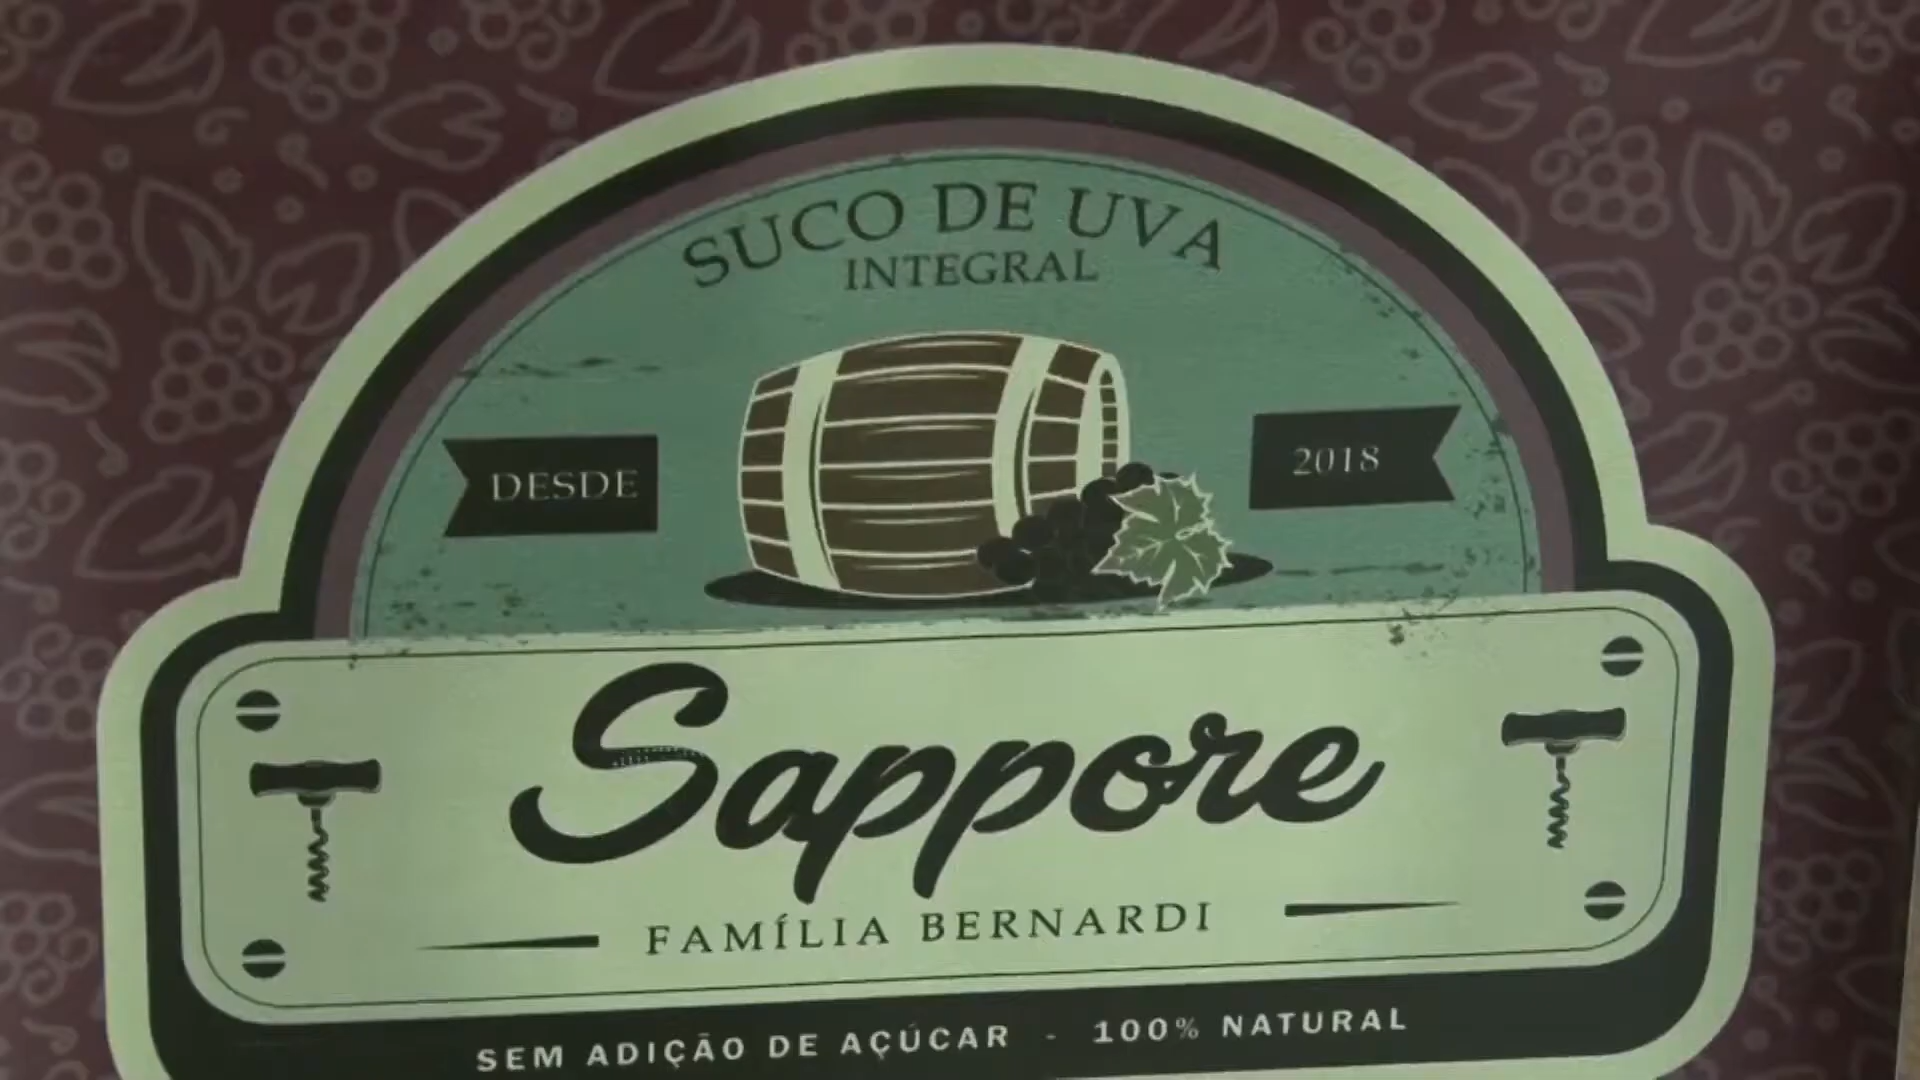 SUCO DE UVA
INTEGRAL
DESDE
2018
Sappore
FAMÍLIA BERNARDI
SEM ADIÇÃO DE AÇÚCAR - 100% NATURAL